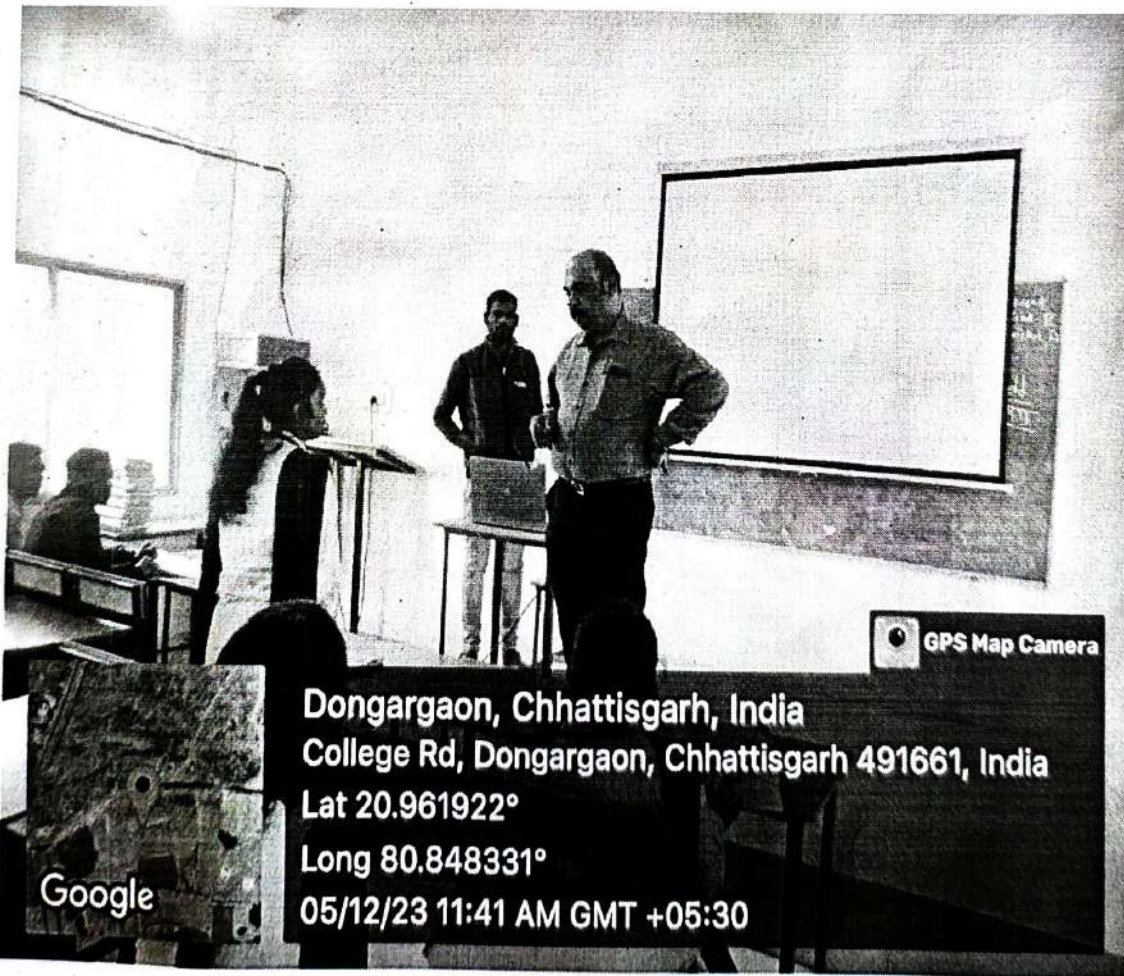 GPS Map Camera
Dongargaon, Chhattisgarh, India
College Rd, Dongargaon, Chhattisgarh 491661, India
Lat 20.961922°
Long 80.848331°
05/12/23 11:41 AM GMT +05:30
Google